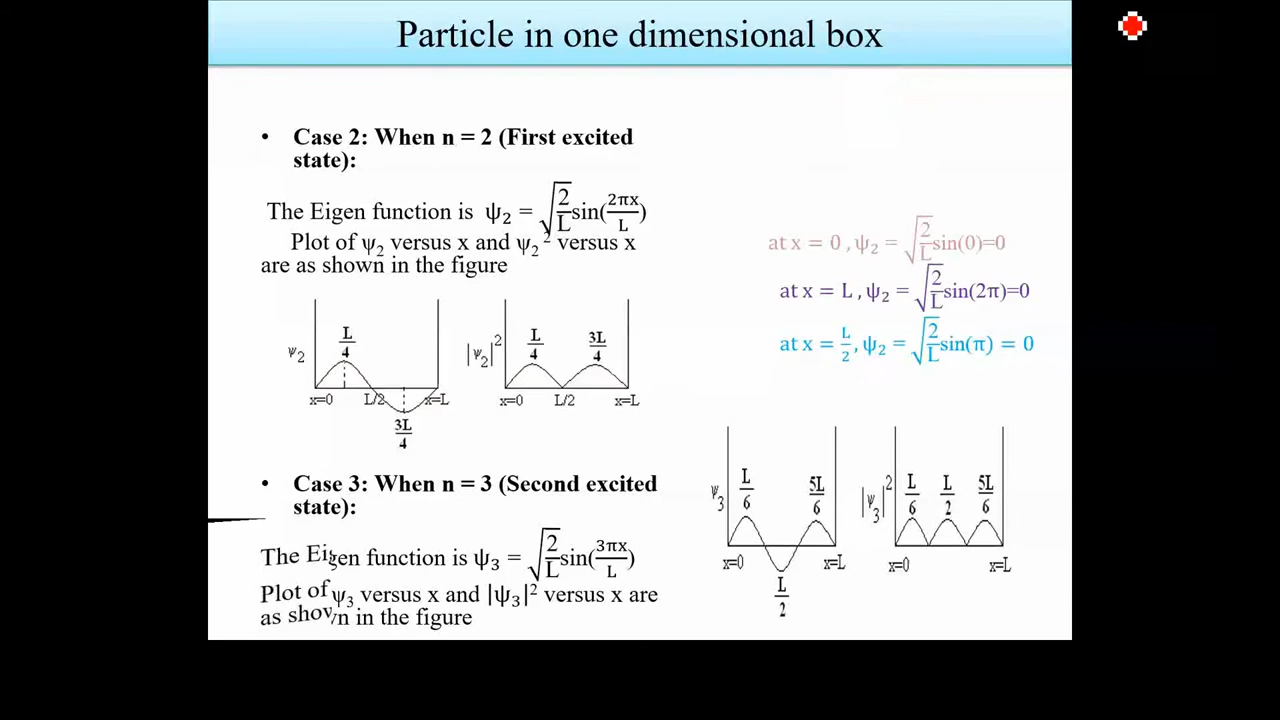 Particle in one dimensional box
• Case 2: When n = 2 (First excited
state):
The Eigen function is ψ₂ = √(2/L) sin(2πx/L)
Plot of ψ₂ versus x and ψ₂² versus x
are as shown in the figure
at x = 0 , ψ₂ = √(2/L) sin(0)=0
at x = L , ψ₂ = √(2/L) sin(2π)=0
at x = L/2, ψ₂ = √(2/L) sin(π) = 0
ψ₂ L/4 x=0 L/2 x=L 3L/4
|ψ₂|² L/4 3L/4 x=0 L/2 x=L
• Case 3: When n = 3 (Second excited
state):
The Eigen function is ψ₃ = √(2/L) sin(3πx/L)
Plot of ψ₃ versus x and |ψ₃|² versus x are
as shown in the figure
ψ₃ L/6 5L/6 x=0 x=L L/2
|ψ₃|² L/6 L/2 5L/6 x=0 x=L